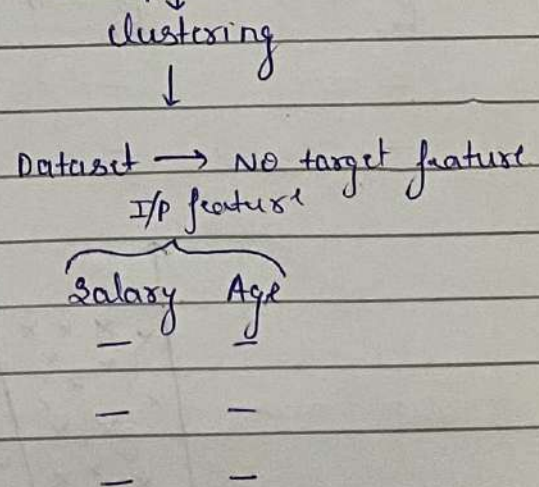 clustering
↓
Dataset → NO target feature
I/p feature
Salary Age
– –
– –
– –